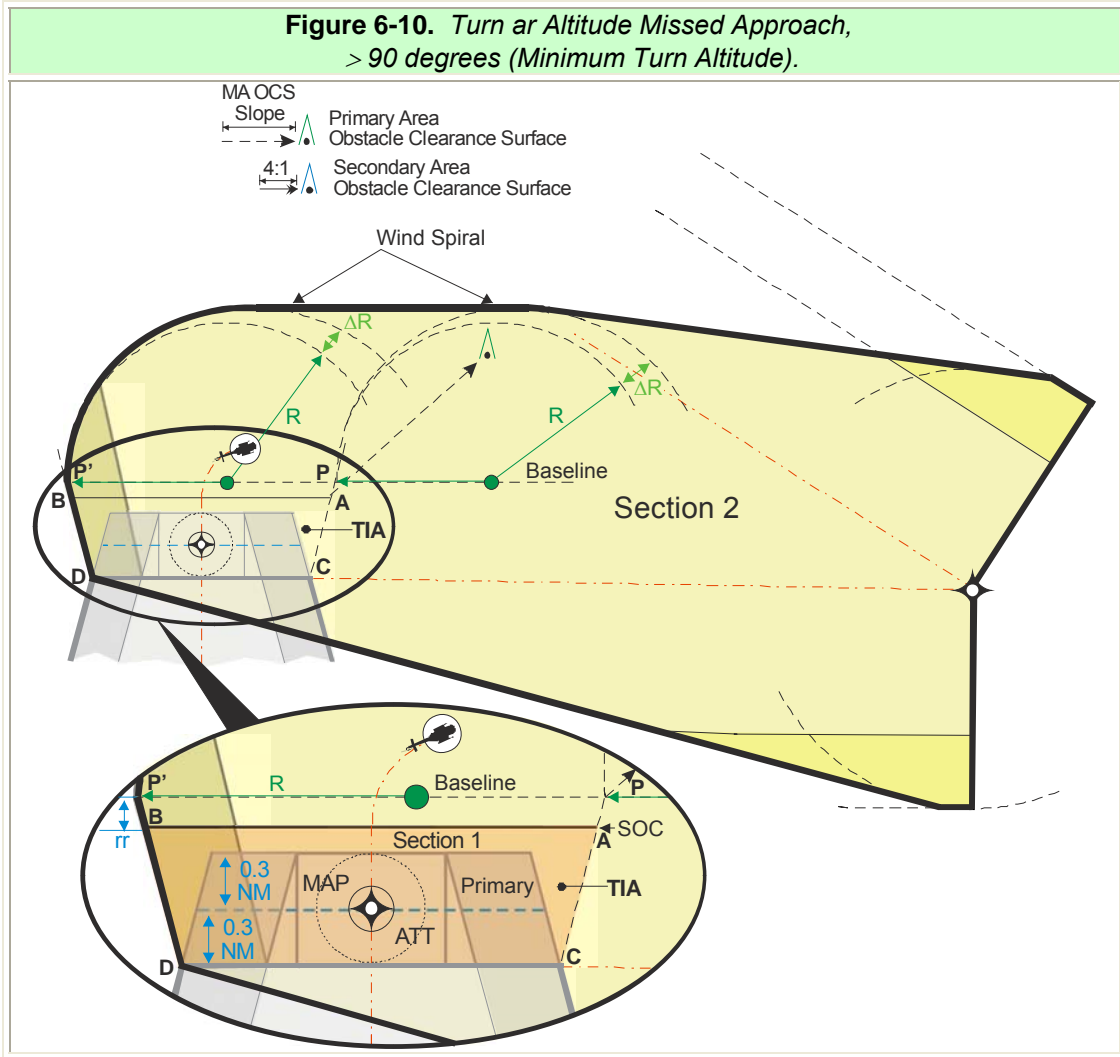 Figure 6-10. Turn ar Altitude Missed Approach,
> 90 degrees (Minimum Turn Altitude).
MA OCS
Slope
Primary Area
Obstacle Clearance Surface
4:1
Secondary Area
Obstacle Clearance Surface
Wind Spiral
ΔR
ΔR
R
R
P'
P
Baseline
B
A
Section 2
TIA
D
C
P'
R
Baseline
P
B
rr
SOC
A
Section 1
0.3
NM
MAP
Primary
TIA
0.3
NM
ATT
D
C